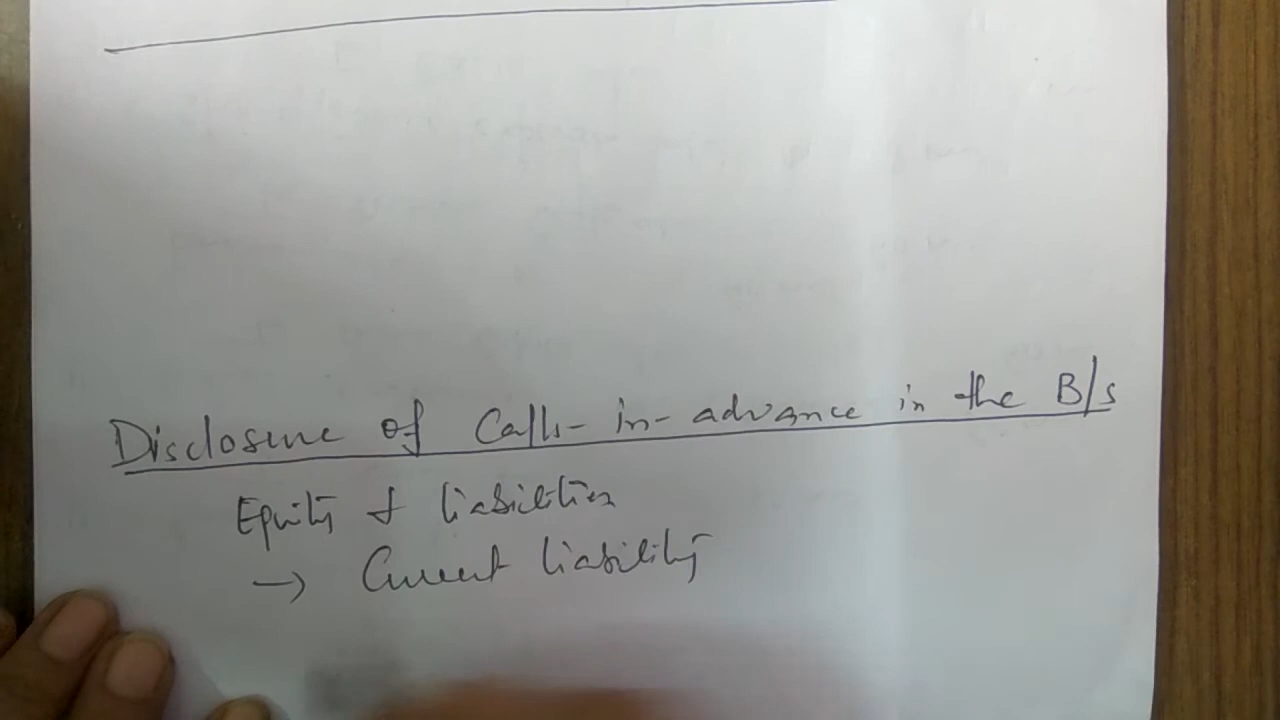 Disclosure of Calls-in-advance in the B/s
Equity & liabilities
→ Current liability